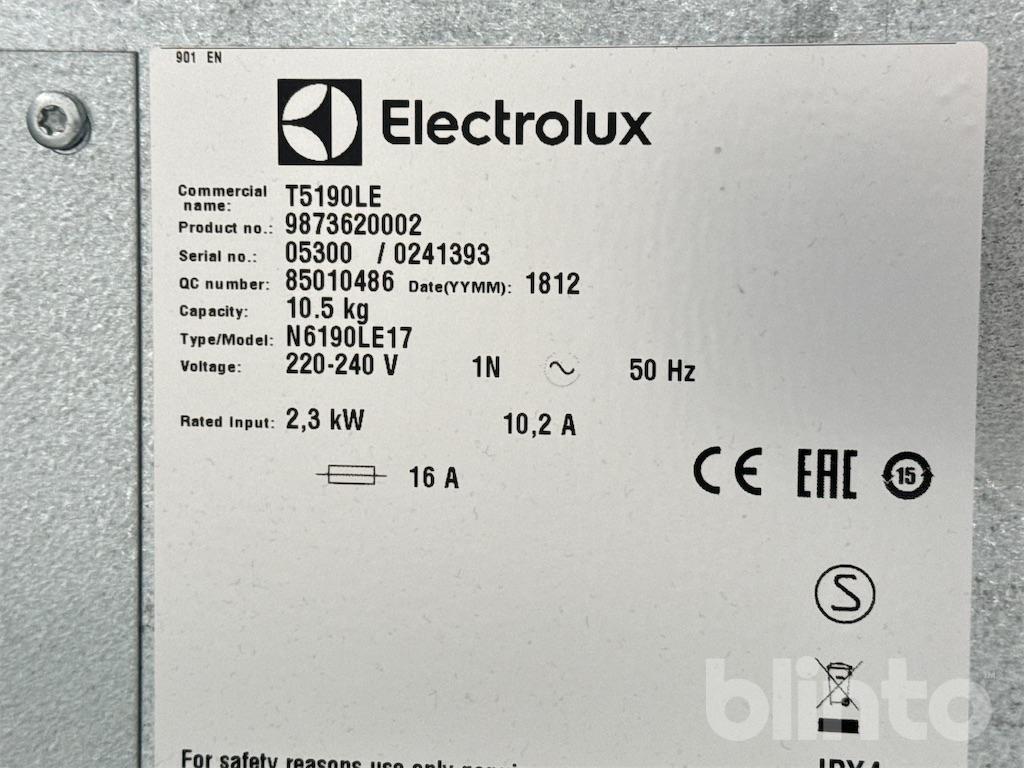 901 EN
Electrolux
Commercial name: T5190LE
Product no.: 9873620002
Serial no.: 05300 / 0241393
QC number: 85010486 Date(YYMM): 1812
Capacity: 10.5 kg
Type/Model: N6190LE17
Voltage: 220-240 V 1N ~ 50 Hz
Rated Input: 2,3 kW 10,2 A
16 A
CE EAC 15
S
blinto™
For safety reasons use only
IPX4